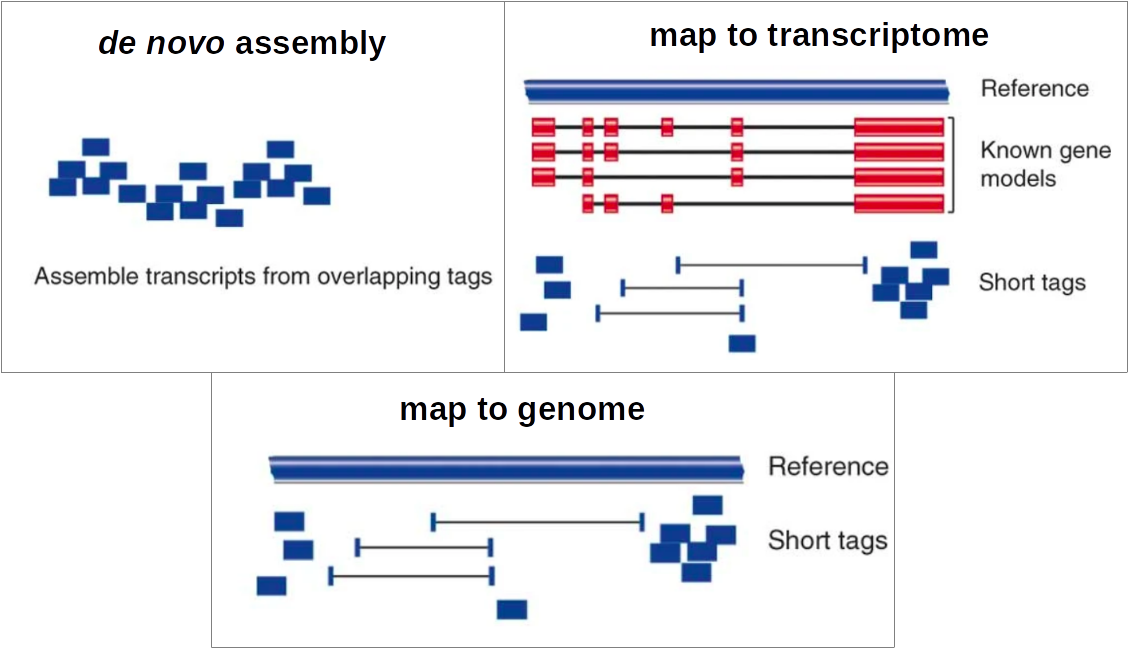 de novo assembly
Assemble transcripts from overlapping tags
map to transcriptome
Reference
Known gene
models
Short tags
map to genome
Reference
Short tags